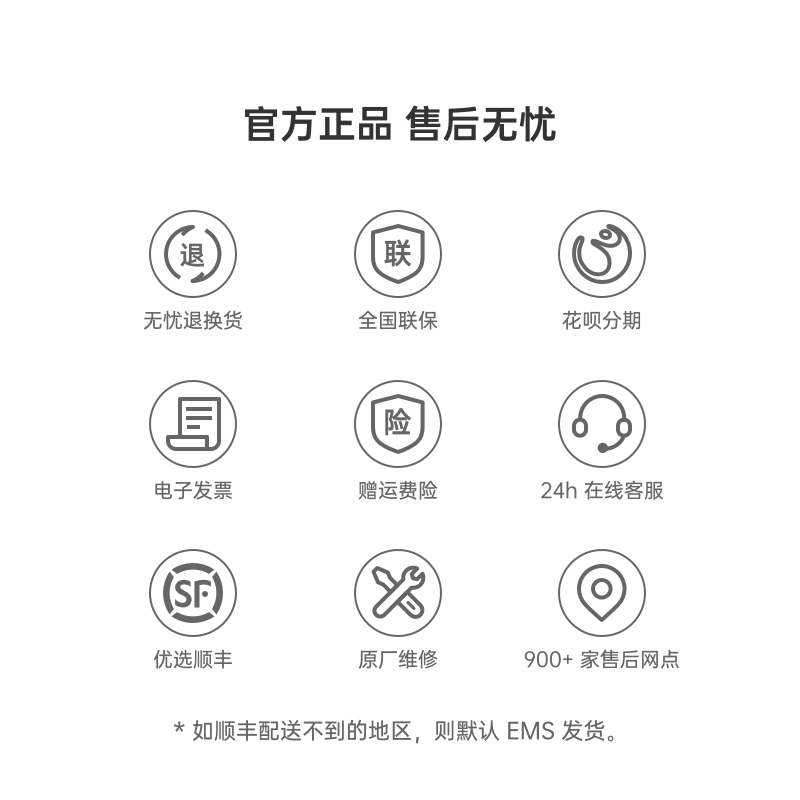 官方正品 售后无忧
退
联
无忧退换货
全国联保
花呗分期
险
电子发票
赠运费险
24h 在线客服
SF
优选顺丰
原厂维修
900+ 家售后网点
* 如顺丰配送不到的地区，则默认 EMS 发货。